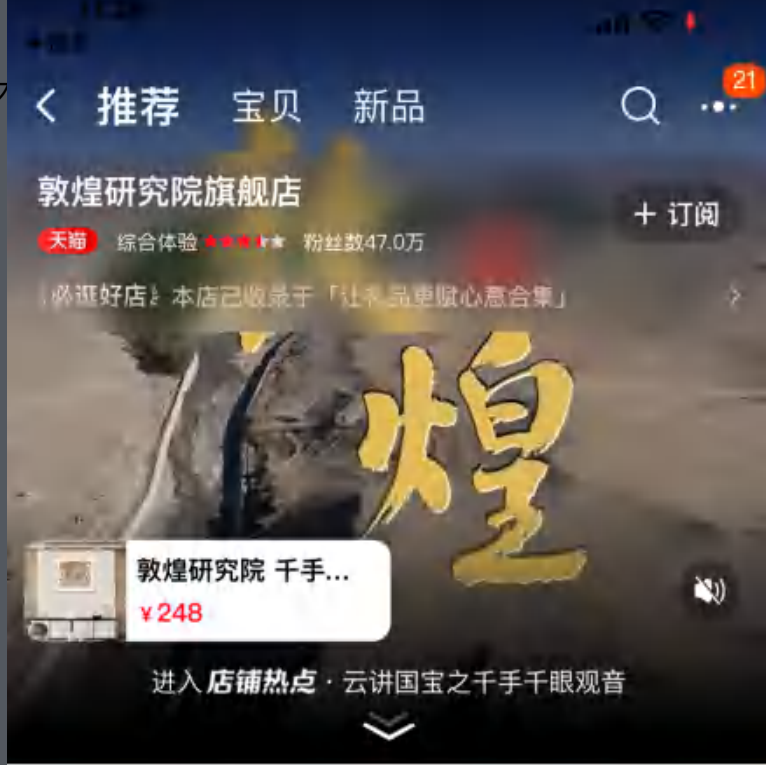 推荐 宝贝 新品
21
敦煌研究院旗舰店
+ 订阅
天猫 综合体验 粉丝数47.0万
『必逛好店』本店已收录于「让礼品更赋心意合集」
煌
敦煌研究院 千手...
¥248
进入店铺热点·云讲国宝之千手千眼观音